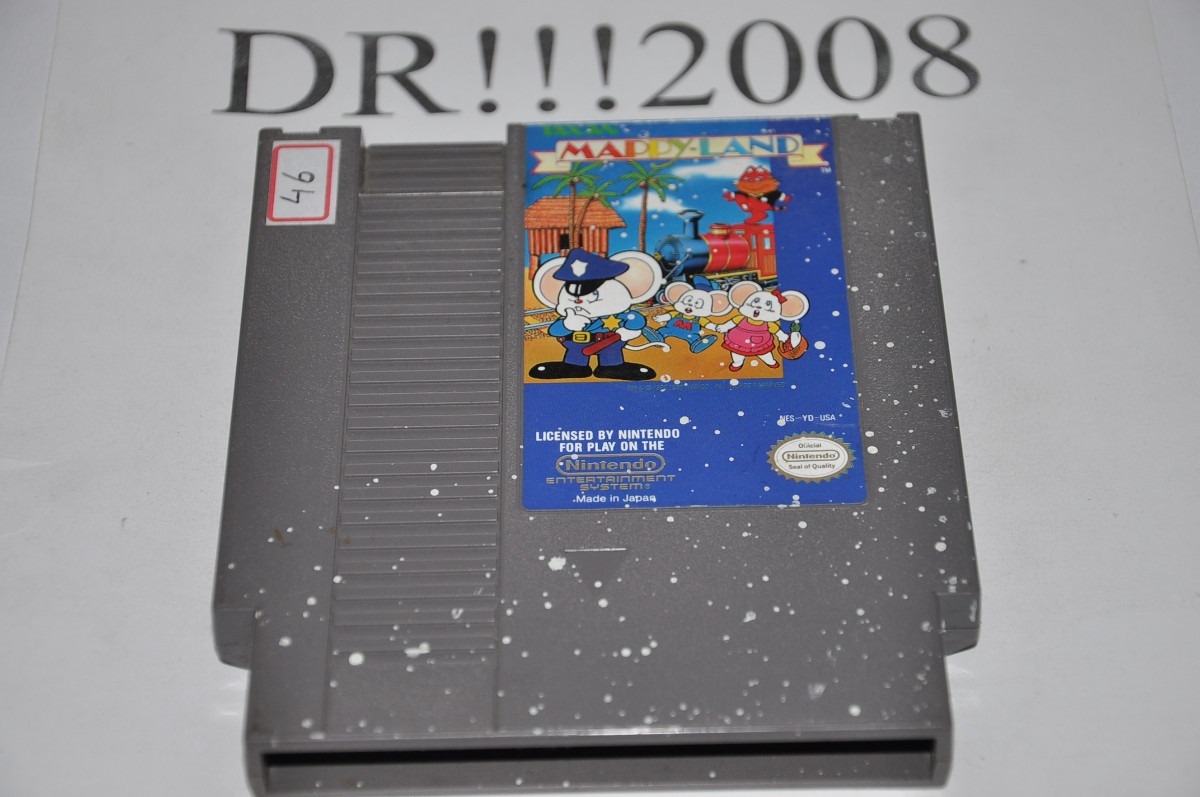 DR!!!2008
46
TAXAN
MAPPY-LAND
TM
NES-YD-USA
LICENSED BY NINTENDO
FOR PLAY ON THE
Nintendo
ENTERTAINMENT
SYSTEM®
Made in Japan
Official
Nintendo
Seal of Quality